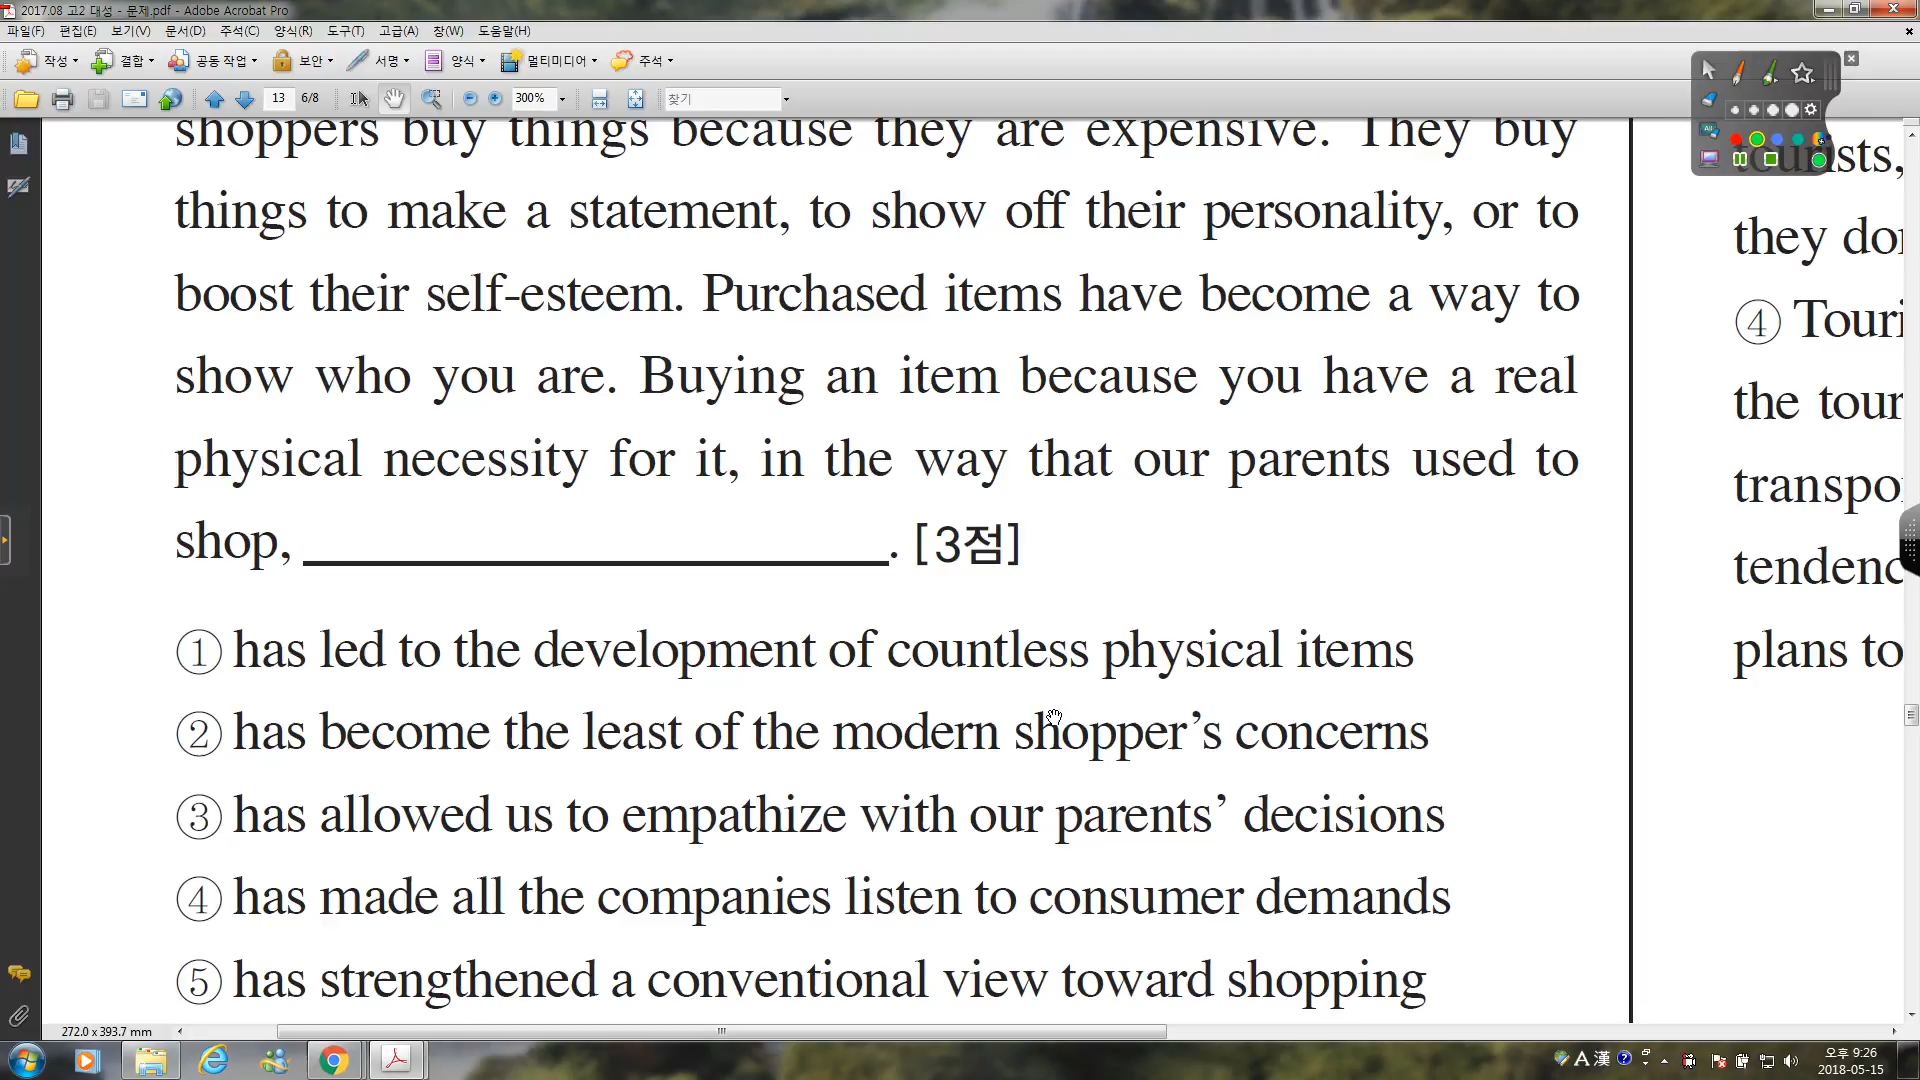 2017.08 고2 대성 - 문제.pdf - Adobe Acrobat Pro
파일(F) 편집(E) 보기(V) 문서(D) 주석(C) 양식(R) 도구(T) 고급(A) 창(W) 도움말(H)
작성 결합 공동 작업 보안 서명 양식 멀티미디어 주석
13 6/8 300% 찾기
shoppers buy things because they are expensive. They buy
things to make a statement, to show off their personality, or to
boost their self-esteem. Purchased items have become a way to
show who you are. Buying an item because you have a real
physical necessity for it, in the way that our parents used to
shop, ____________. [3점]
① has led to the development of countless physical items
② has become the least of the modern shopper’s concerns
③ has allowed us to empathize with our parents’ decisions
④ has made all the companies listen to consumer demands
⑤ has strengthened a conventional view toward shopping
tourists,
they do
④ Touri
the tour
transpo
tendenc
plans to
272.0 x 393.7 mm
A 漢
오후 9:26
2018-05-15